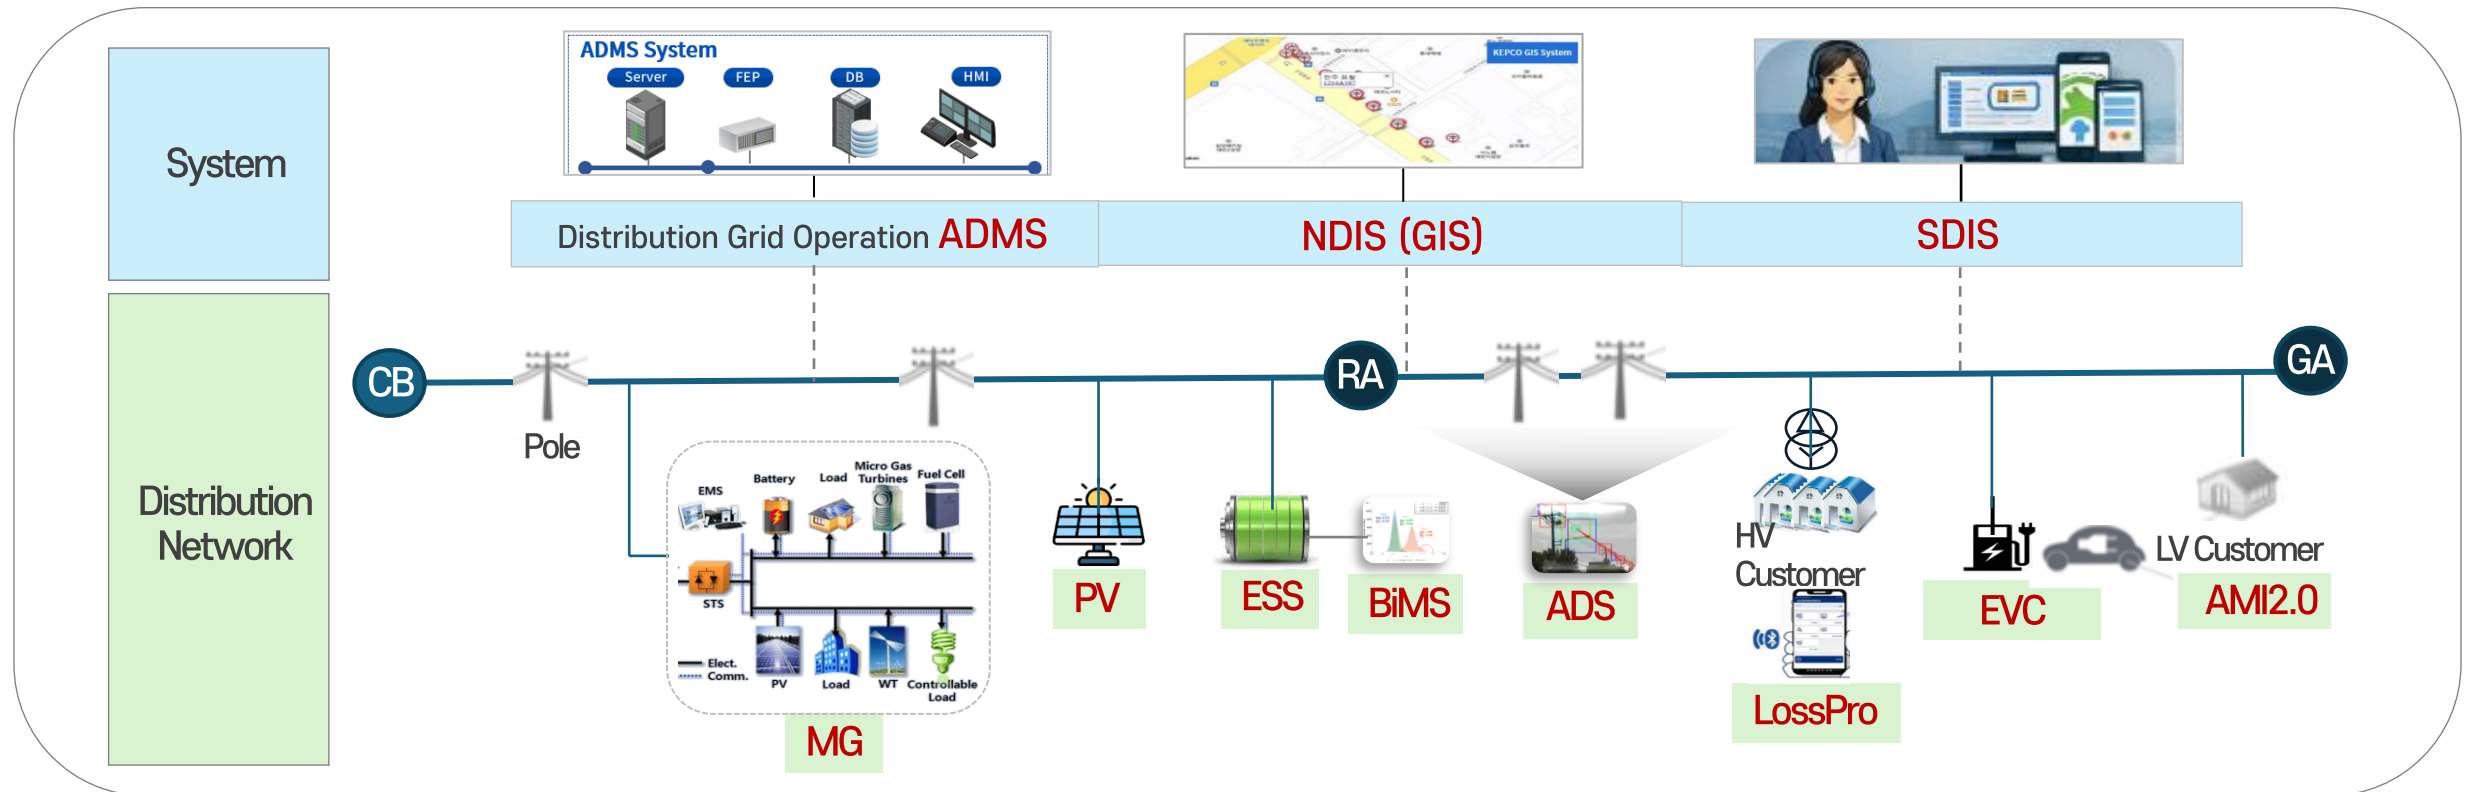 ADMS System
Server
FEP
DB
HMI
KEPCO GIS System
System
Distribution Grid Operation ADMS
NDIS (GIS)
SDIS
CB
RA
GA
Pole
Distribution
Network
EMS
Battery
Load
Micro Gas
Turbines
Fuel Cell
STS
Elect.
Comm.
PV
Load
WT
Controllable
Load
MG
PV
ESS
BiMS
ADS
HV
Customer
LossPro
EVC
LV Customer
AMI2.0